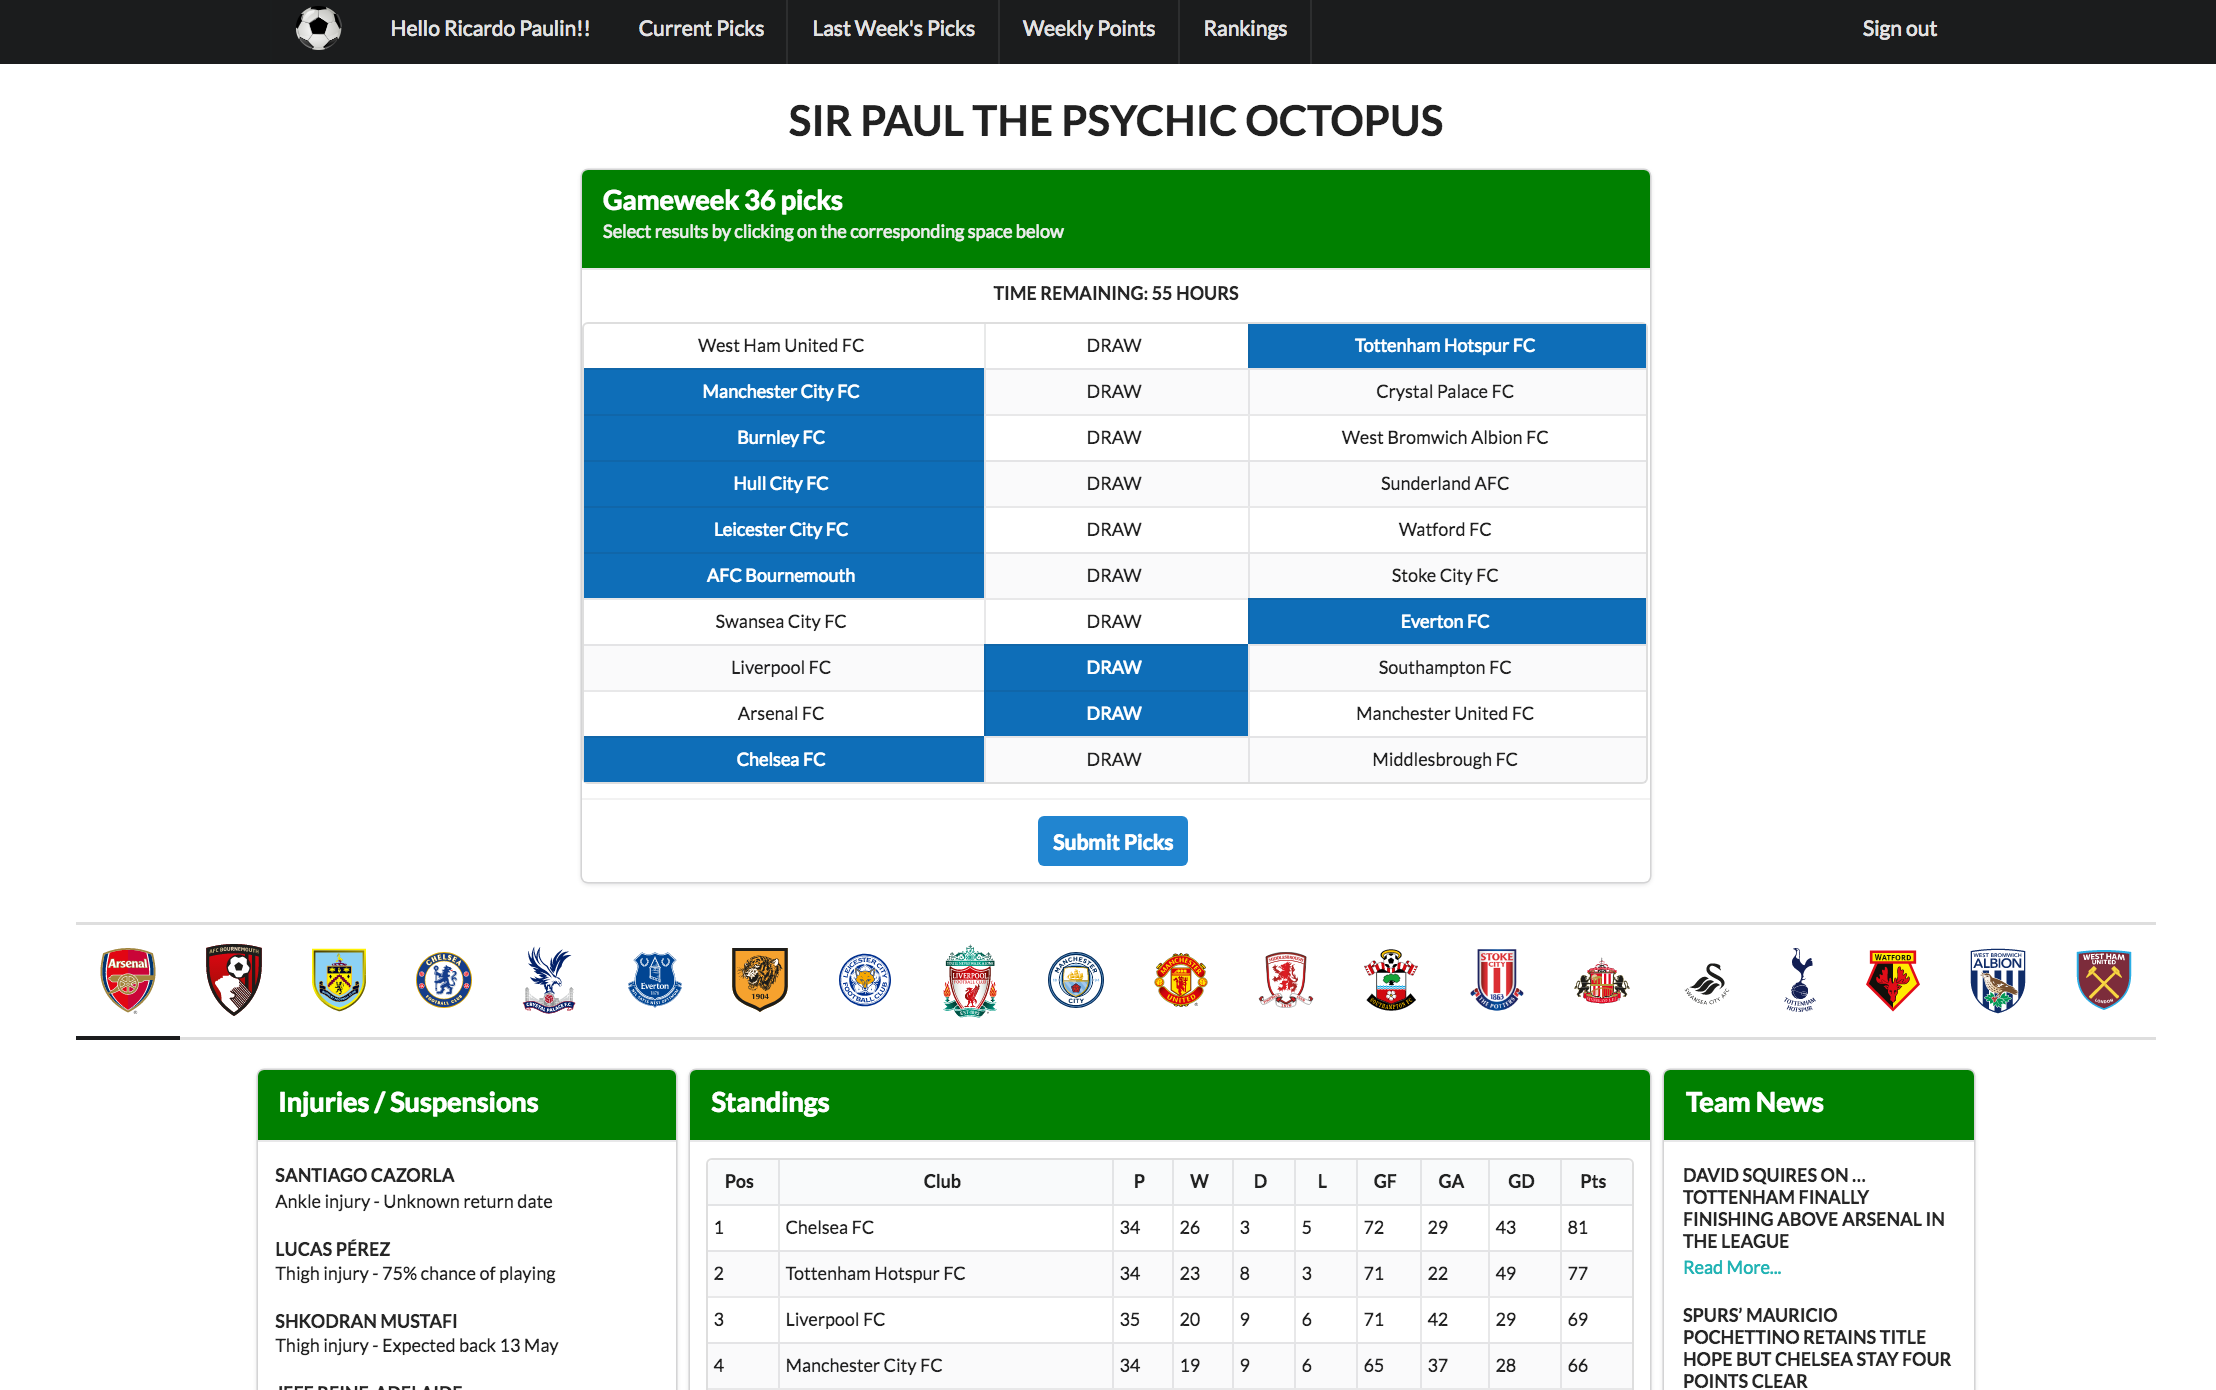 Hello Ricardo Paulin!! Current Picks Last Week's Picks Weekly Points Rankings Sign out
SIR PAUL THE PSYCHIC OCTOPUS
Gameweek 36 picks
Select results by clicking on the corresponding space below
TIME REMAINING: 55 HOURS
West Ham United FC DRAW Tottenham Hotspur FC
Manchester City FC DRAW Crystal Palace FC
Burnley FC DRAW West Bromwich Albion FC
Hull City FC DRAW Sunderland AFC
Leicester City FC DRAW Watford FC
AFC Bournemouth DRAW Stoke City FC
Swansea City FC DRAW Everton FC
Liverpool FC DRAW Southampton FC
Arsenal FC DRAW Manchester United FC
Chelsea FC DRAW Middlesbrough FC
Submit Picks
Injuries / Suspensions
SANTIAGO CAZORLA
Ankle injury - Unknown return date
LUCAS PÉREZ
Thigh injury - 75% chance of playing
SHKODRAN MUSTAFI
Thigh injury - Expected back 13 May
Standings
Pos Club P W D L GF GA GD Pts
1 Chelsea FC 34 26 3 5 72 29 43 81
2 Tottenham Hotspur FC 34 23 8 3 71 22 49 77
3 Liverpool FC 35 20 9 6 71 42 29 69
4 Manchester City FC 34 19 9 6 65 37 28 66
Team News
DAVID SQUIRES ON ...
TOTTENHAM FINALLY
FINISHING ABOVE ARSENAL IN
THE LEAGUE
Read More...
SPURS’ MAURICIO
POCHETTINO RETAINS TITLE
HOPE BUT CHELSEA STAY FOUR
POINTS CLEAR